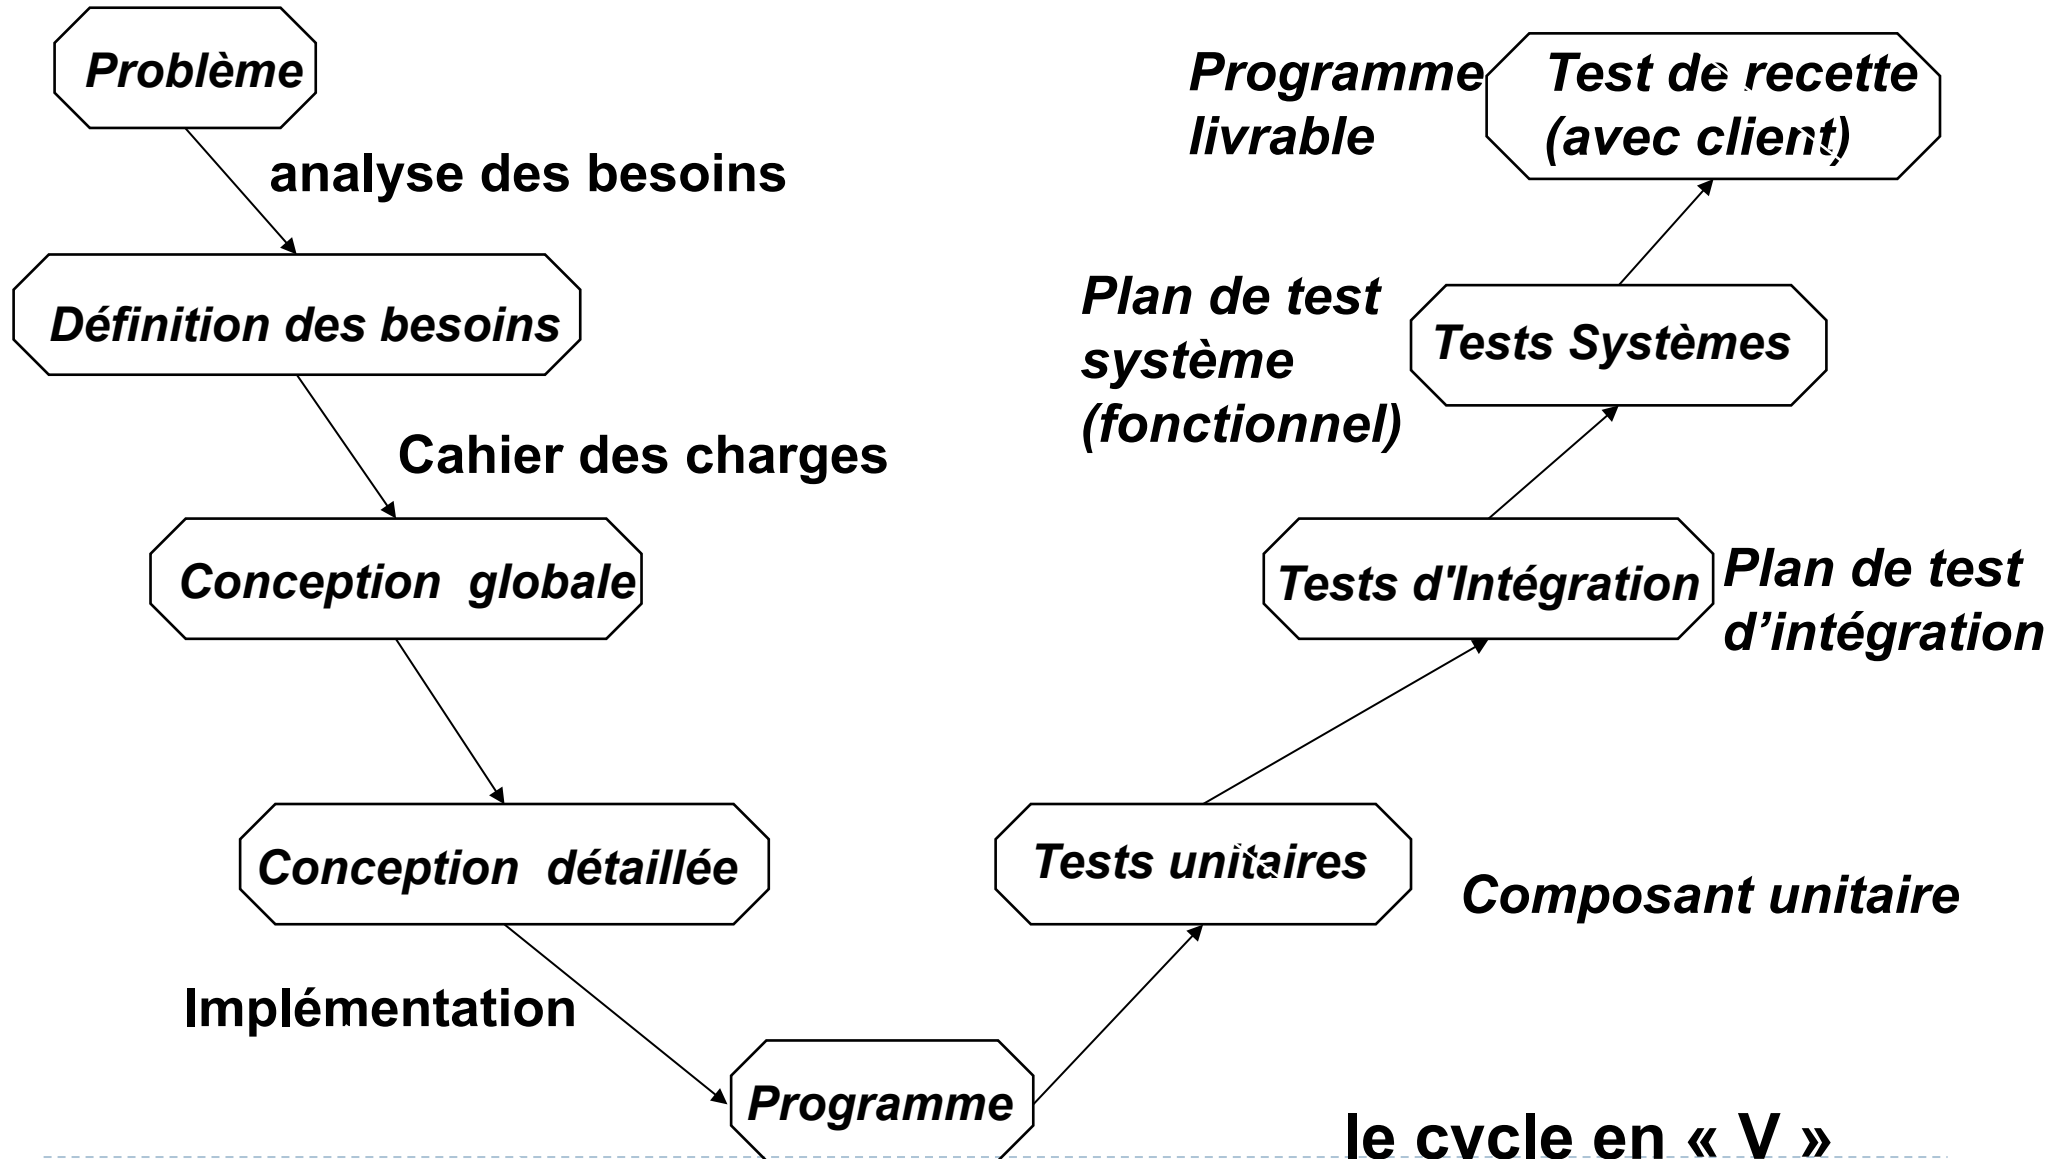 Problème
analyse des besoins
Définition des besoins
Cahier des charges
Conception globale
Conception détaillée
Implémentation
Programme
Tests unitaires
Composant unitaire
Tests d'Intégration
Plan de test
d’intégration
Tests Systèmes
Plan de test
système
(fonctionnel)
Test de recette
(avec client)
Programme
livrable
le cycle en « V »